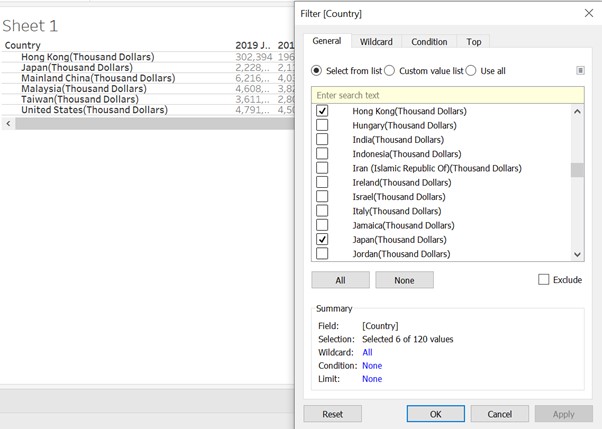 Sheet 1
Country 2019 J.. 201
Hong Kong(Thousand Dollars) 302,394 196
Japan(Thousand Dollars) 2,228,.. 2,11
Mainland China(Thousand Dollars) 6,216,.. 4,03
Malaysia(Thousand Dollars) 4,608,.. 3,82
Taiwan(Thousand Dollars) 3,611,.. 2,80
United States(Thousand Dollars) 4,791,.. 4,50
Filter [Country]
General Wildcard Condition Top
Select from list Custom value list Use all
Enter search text
Hong Kong(Thousand Dollars)
Hungary(Thousand Dollars)
India(Thousand Dollars)
Indonesia(Thousand Dollars)
Iran (Islamic Republic Of)(Thousand Dollars)
Ireland(Thousand Dollars)
Israel(Thousand Dollars)
Italy(Thousand Dollars)
Jamaica(Thousand Dollars)
Japan(Thousand Dollars)
Jordan(Thousand Dollars)
All None Exclude
Summary
Field: [Country]
Selection: Selected 6 of 120 values
Wildcard: All
Condition: None
Limit: None
Reset OK Cancel Apply